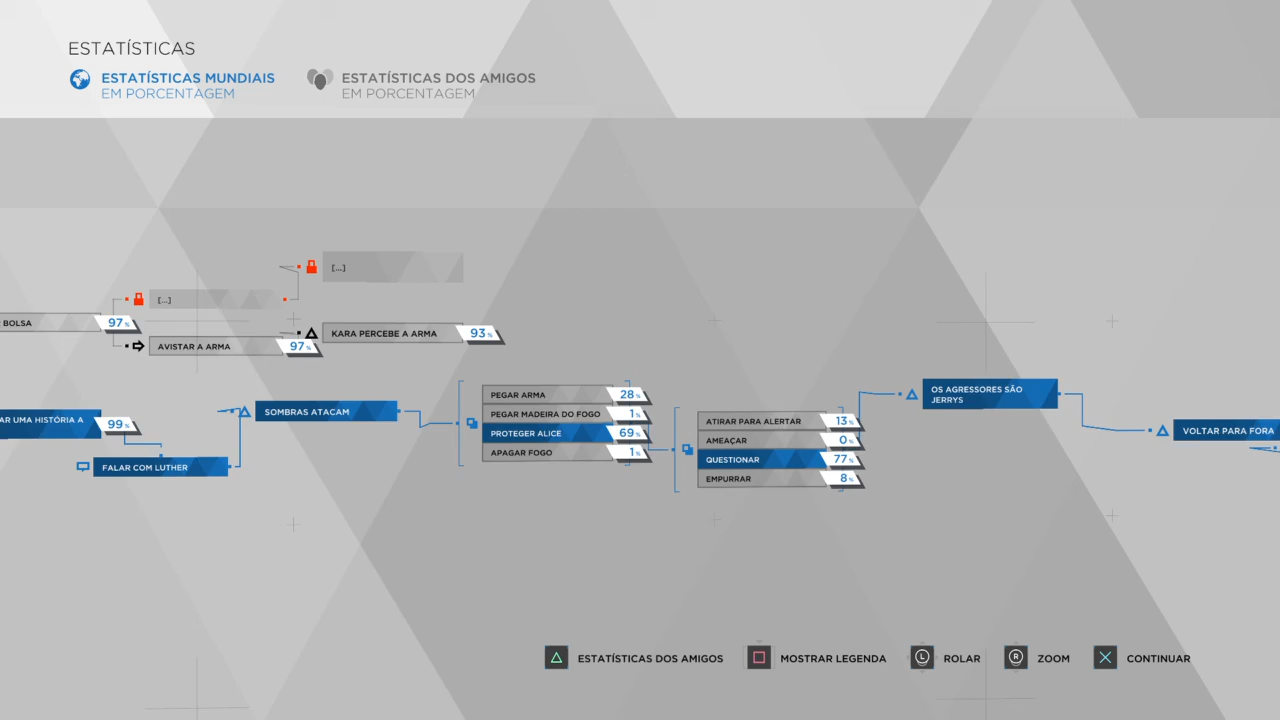 ESTATÍSTICAS
ESTATÍSTICAS MUNDIAIS
EM PORCENTAGEM
ESTATÍSTICAS DOS AMIGOS
EM PORCENTAGEM
[...]
[...]
BOLSA
97%
AVISTAR A ARMA
97%
KARA PERCEBE A ARMA
93%
AR UMA HISTÓRIA A
99%
FALAR COM LUTHER
SOMBRAS ATACAM
PEGAR ARMA
28%
PEGAR MADEIRA DO FOGO
1%
PROTEGER ALICE
69%
APAGAR FOGO
1%
ATIRAR PARA ALERTAR
13%
AMEAÇAR
0%
QUESTIONAR
77%
EMPURRAR
8%
OS AGRESSORES SÃO
JERRYS
VOLTAR PARA FORA
ESTATÍSTICAS DOS AMIGOS
MOSTRAR LEGENDA
L
ROLAR
R
ZOOM
CONTINUAR